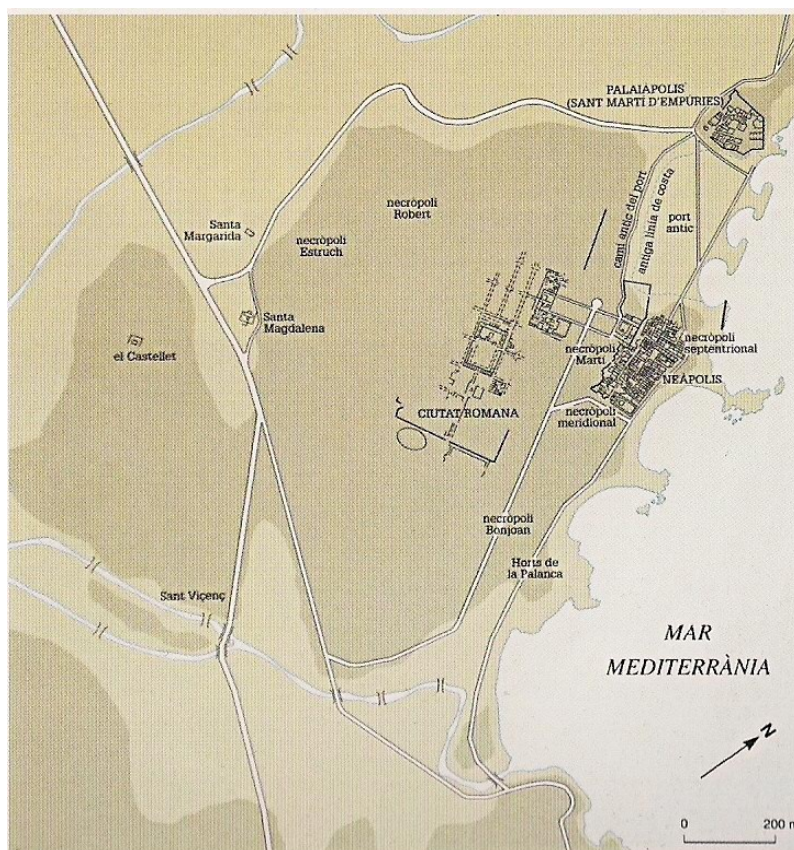 PALAIÀPOLIS
(SANT MARTÍ D'EMPÚRIES)
necròpoli
Robert
camí antic del port
antiga línia de costa
port
antic
Santa
Margarida
necròpoli
Estruch
Santa
Magdalena
el Castellet
necròpoli
Martí
necròpoli
septentrional
NEÀPOLIS
CIUTAT ROMANA
necròpoli
meridional
necròpoli
Bonjoan
Horts de
la Palanca
Sant Viçenç
MAR
MEDITERRÀNIA
N
0 200 m